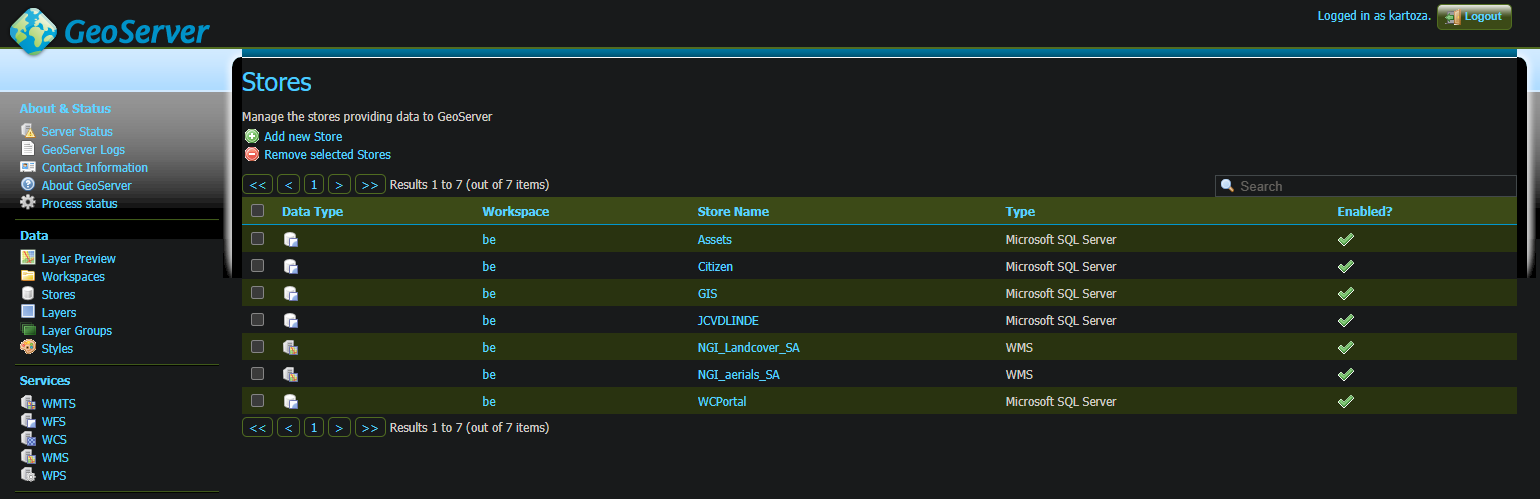 GeoServer
Logged in as kartoza. Logout
About & Status
Server Status
GeoServer Logs
Contact Information
About GeoServer
Process status
Data
Layer Preview
Workspaces
Stores
Layers
Layer Groups
Styles
Services
WMTS
WFS
WCS
WMS
WPS
Stores
Manage the stores providing data to GeoServer
Add new Store
Remove selected Stores
<< < 1 > >> Results 1 to 7 (out of 7 items) Search
Data Type Workspace Store Name Type Enabled?
be Assets Microsoft SQL Server
be Citizen Microsoft SQL Server
be GIS Microsoft SQL Server
be JCVDLINDE Microsoft SQL Server
be NGI_Landcover_SA WMS
be NGI_aerials_SA WMS
be WCPortal Microsoft SQL Server
<< < 1 > >> Results 1 to 7 (out of 7 items)